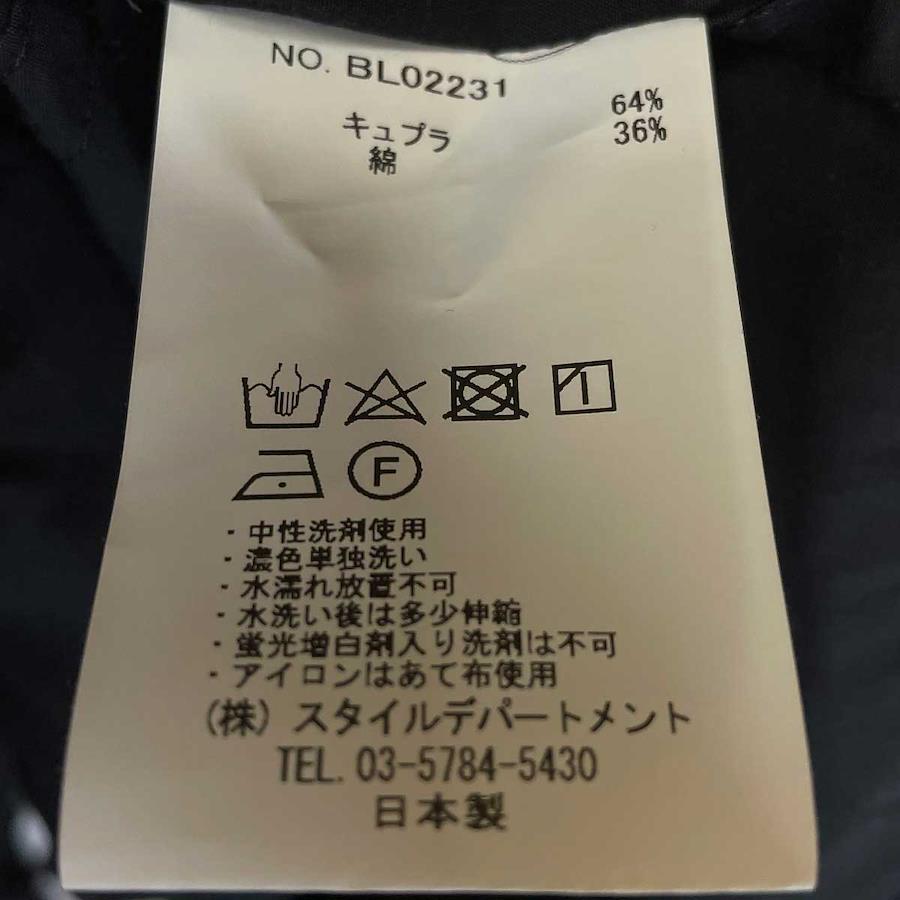 NO. BL02231
キュプラ 64%
綿 36%
F
・中性洗剤使用
・濃色単独洗い
・水濡れ放置不可
・水洗い後は多少伸縮
・蛍光増白剤入り洗剤は不可
・アイロンはあて布使用
(株) スタイルデパートメント
TEL. 03-5784-5430
日本製